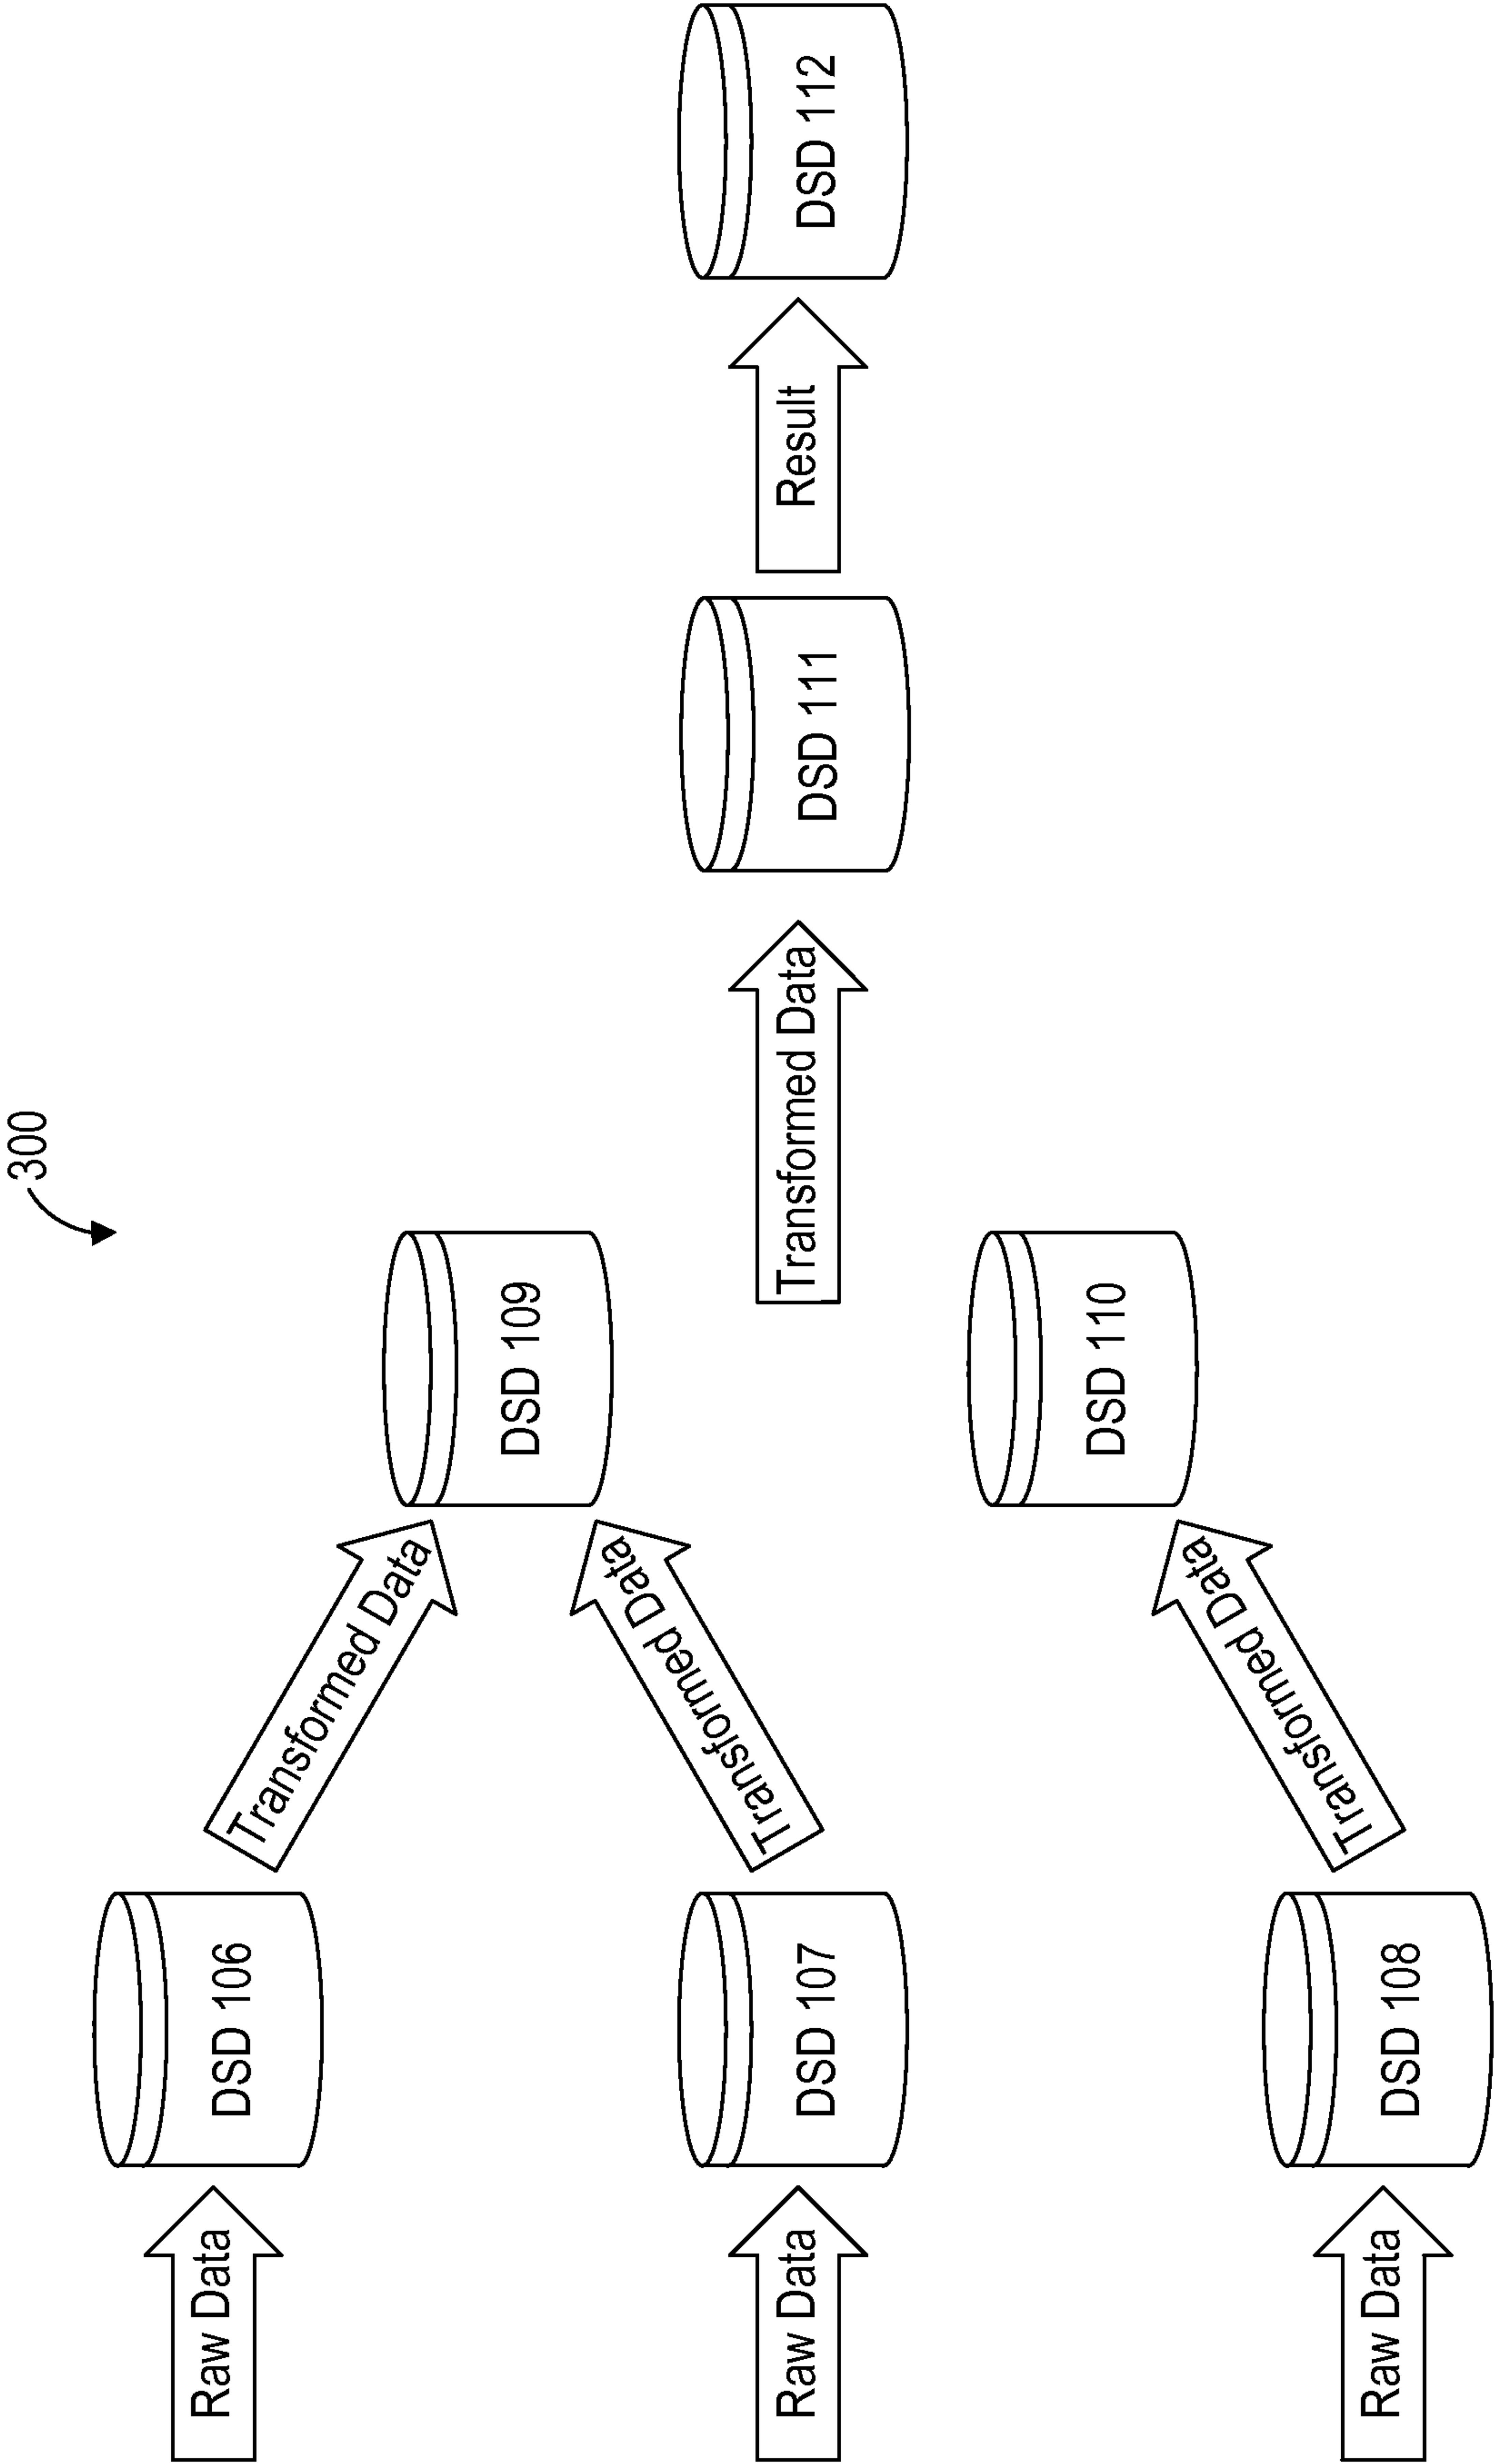 300
Raw Data
DSD 106
Transformed Data
Raw Data
DSD 107
Transformed Data
Raw Data
DSD 108
Transformed Data
DSD 109
DSD 110
Transformed Data
DSD 111
Result
DSD 112